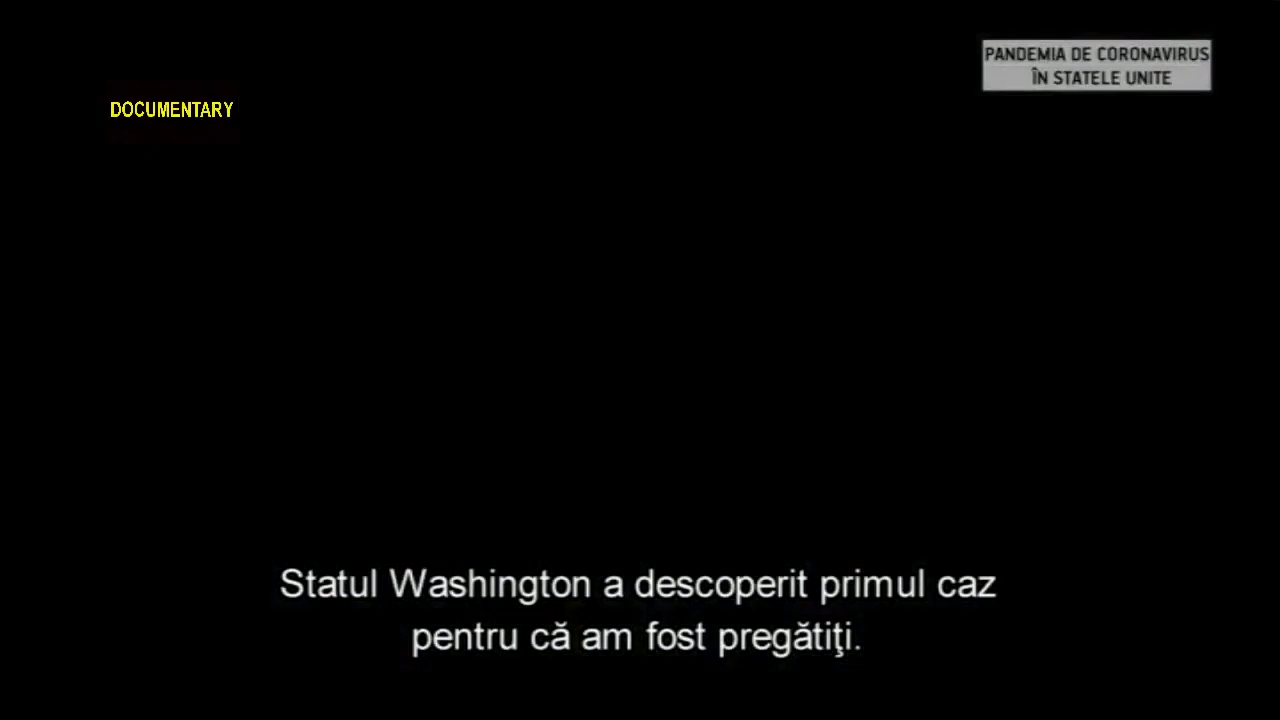 PANDEMIA DE CORONAVIRUS
ÎN STATELE UNITE
DOCUMENTARY
Statul Washington a descoperit primul caz
pentru că am fost pregătiţi.